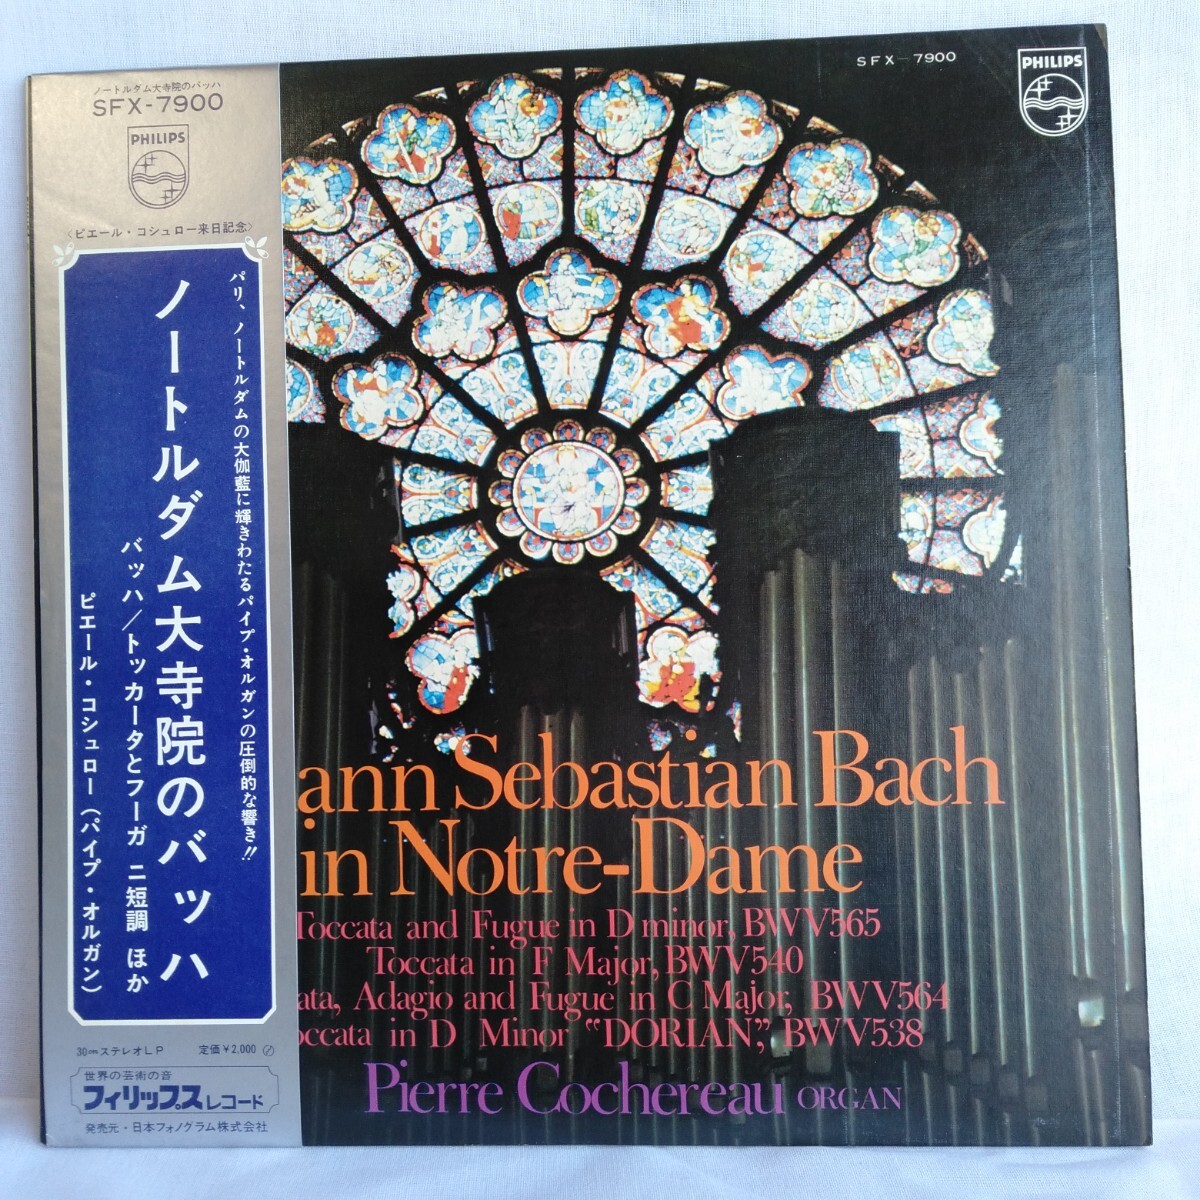 ノートルダム大寺院のバッハ
SFX-7900
PHILIPS
〈ピエール・コシュロー来日記念〉
パリ、ノートルダムの大伽藍に輝きわたるパイプ・オルガンの圧倒的な響き!!
ノートルダム大寺院のバッハ
バッハ/トッカータとフーガ ニ短調 ほか
ピエール・コシュロー(パイプ・オルガン)
30cmステレオLP 定価¥2,000
世界の芸術の音
フィリップスレコード
発売元・日本フォノグラム株式会社
SFX-7900
PHILIPS
ann Sebastian Bach
in Notre-Dame
Toccata and Fugue in D minor, BWV565
Toccata in F Major, BWV540
ata, Adagio and Fugue in C Major, BWV564
occata in D Minor “DORIAN”, BWV538
Pierre Cochereau ORGAN